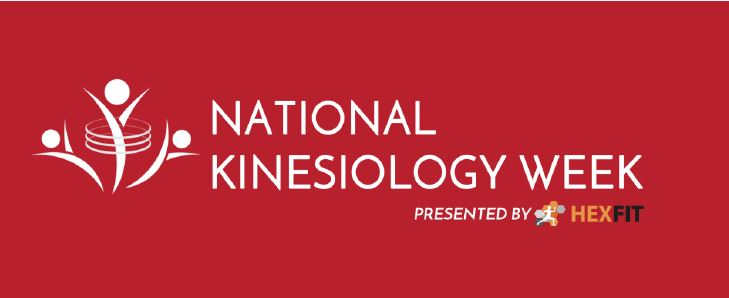 NATIONAL
KINESIOLOGY WEEK
PRESENTED BY HEXFIT